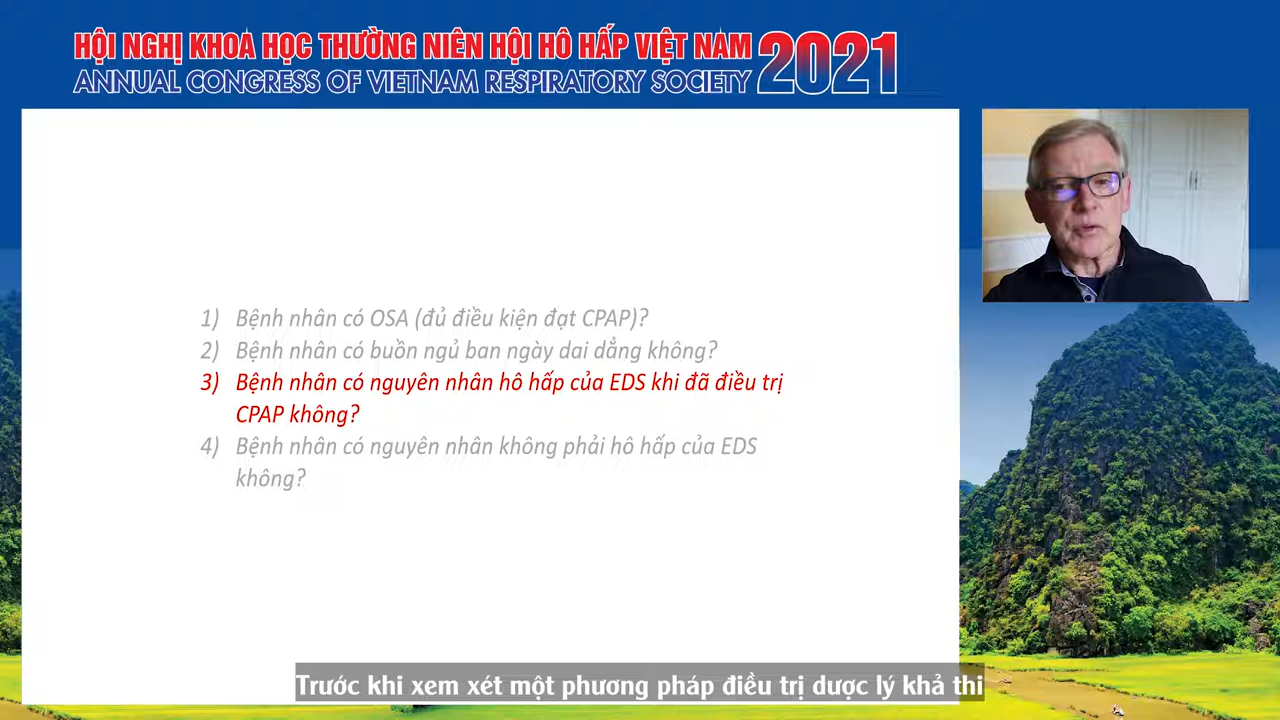 HỘI NGHỊ KHOA HỌC THƯỜNG NIÊN HỘI HÔ HẤP VIỆT NAM 2021
ANNUAL CONGRESS OF VIETNAM RESPIRATORY SOCIETY
1) Bệnh nhân có OSA (đủ điều kiện đạt CPAP)?
2) Bệnh nhân có buồn ngủ ban ngày dai dẳng không?
3) Bệnh nhân có nguyên nhân hô hấp của EDS khi đã điều trị
CPAP không?
4) Bệnh nhân có nguyên nhân không phải hô hấp của EDS
không?
Trước khi xem xét một phương pháp điều trị dược lý khả thi